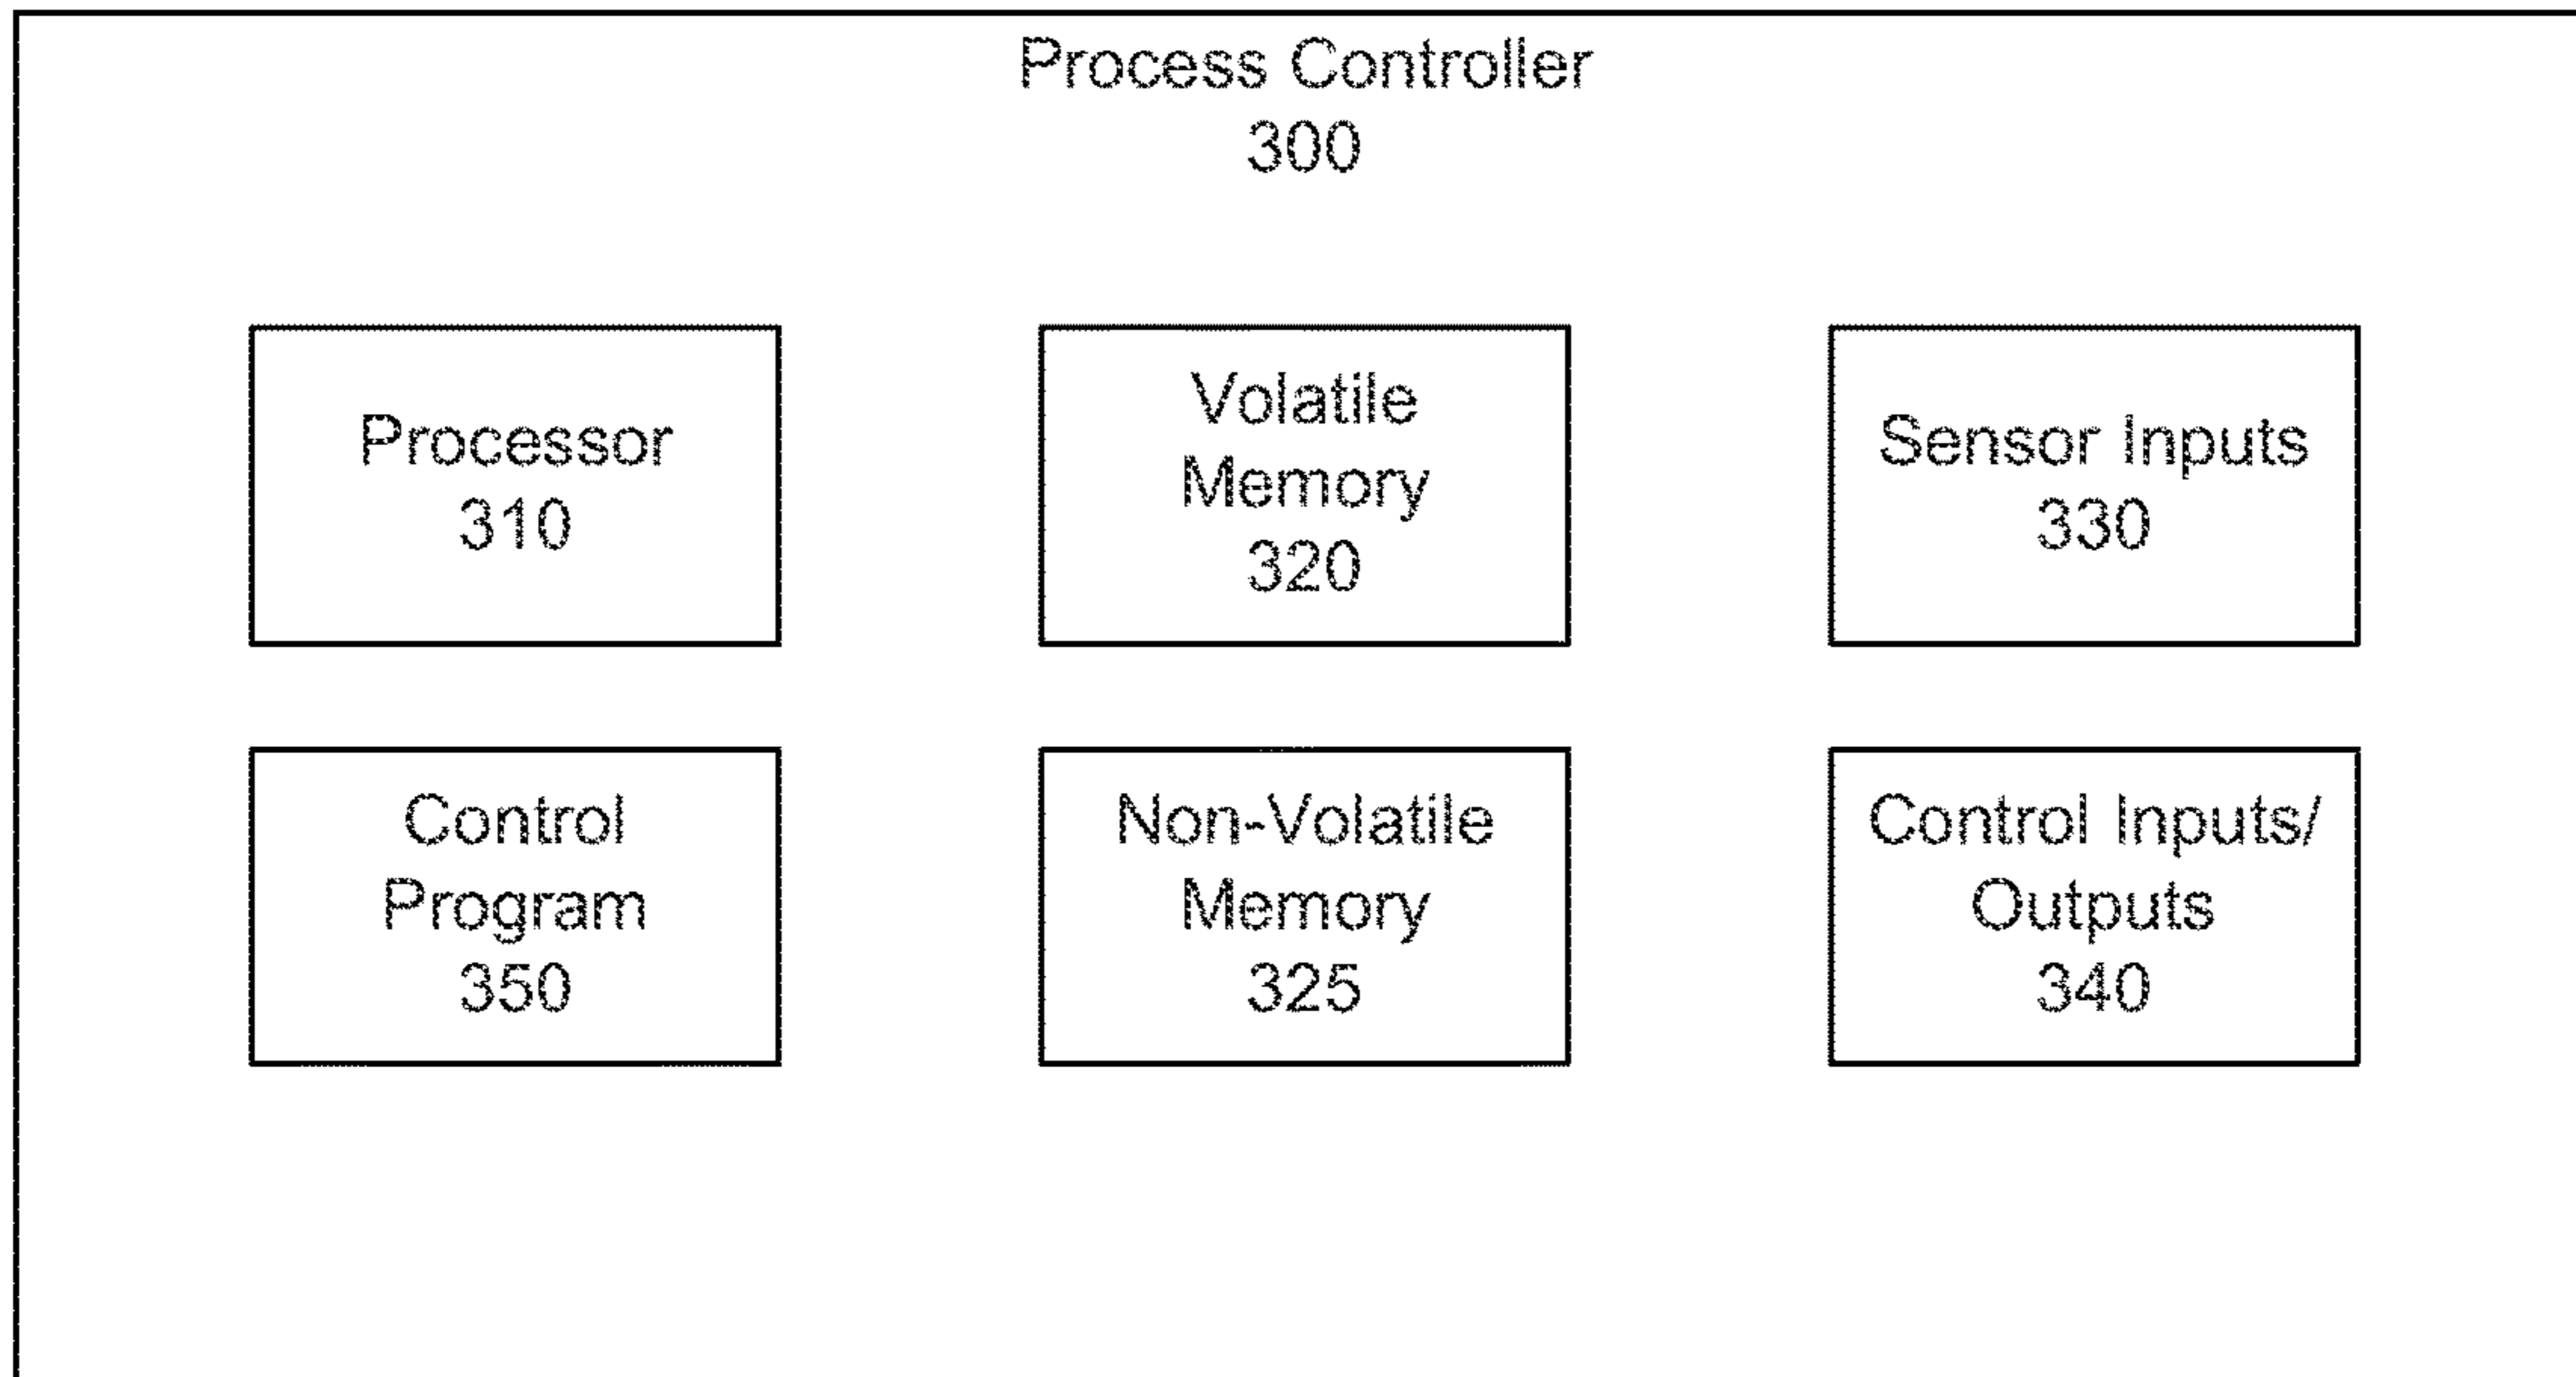 Process Controller
300
Processor
310
Volatile
Memory
320
Sensor Inputs
330
Control
Program
350
Non-Volatile
Memory
325
Control Inputs/
Outputs
340